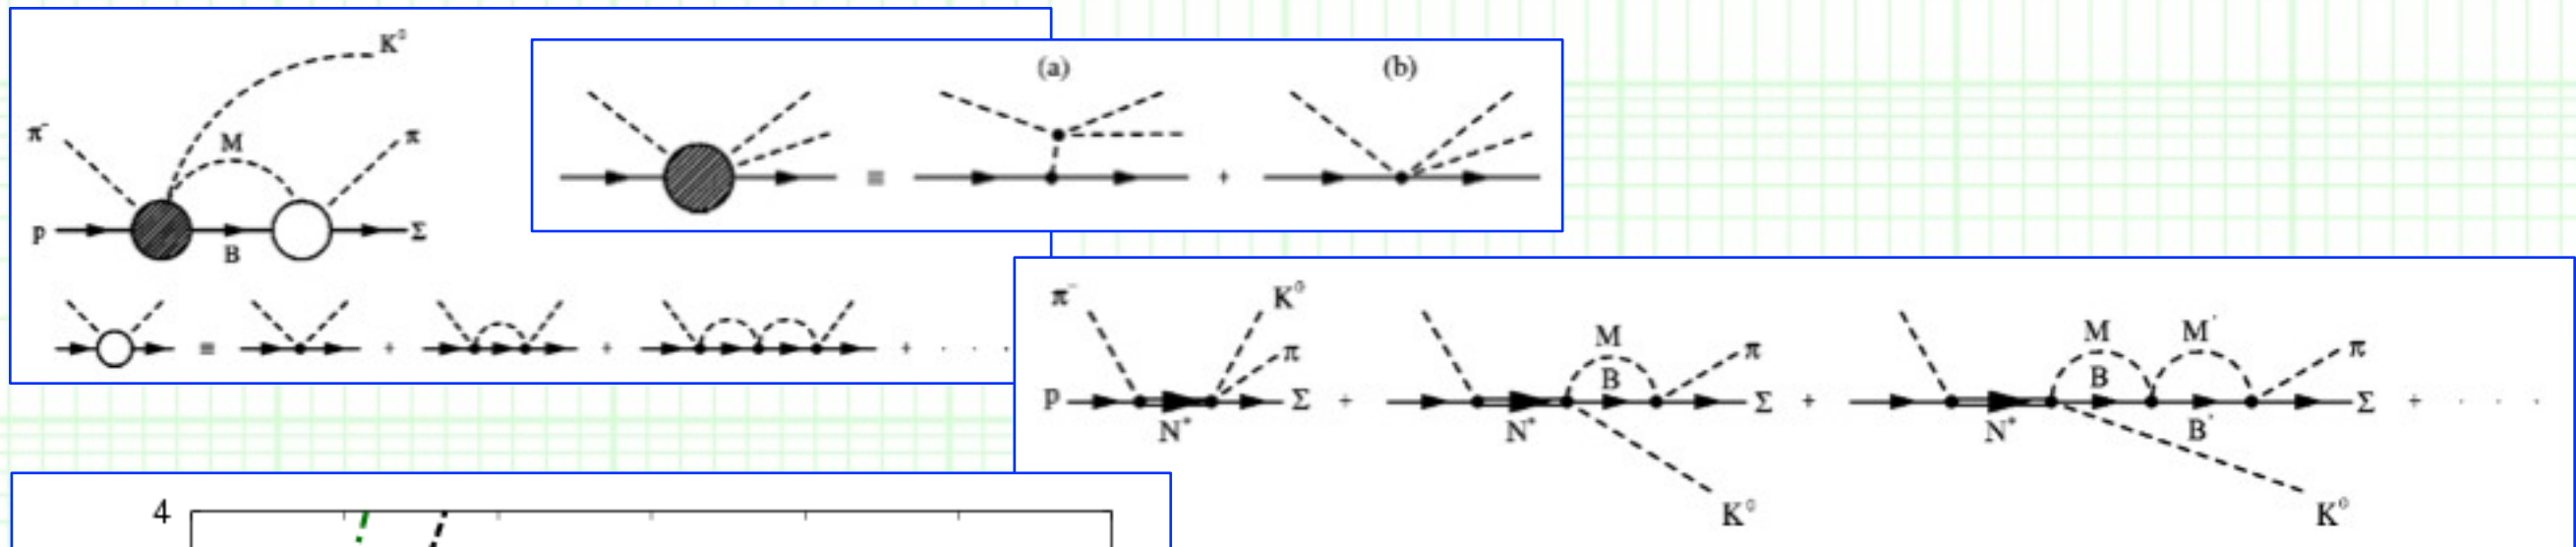 K⁰
π⁻ M π
p B Σ
≡ + + + · · ·
(a) (b)
≡ +
π⁻ K⁰ π
p N* Σ +
M B π
N* Σ +
K⁰
M M' π
B
N* B' Σ + · · ·
K⁰
4